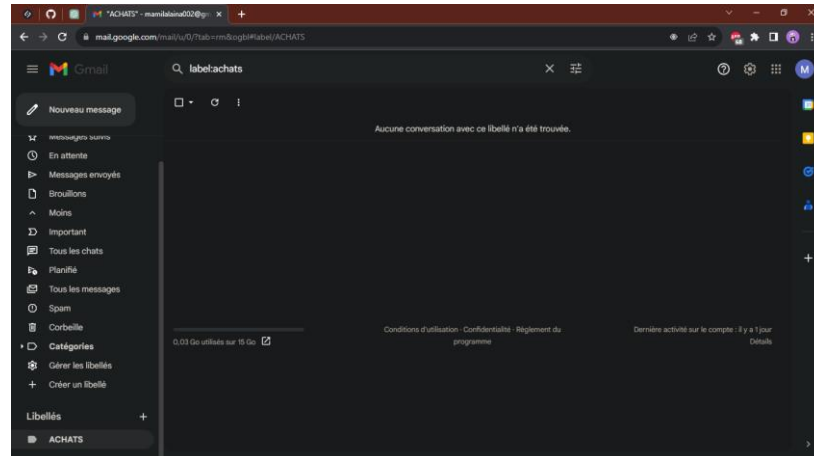 "ACHATS" - mamilalaina002@gm
mail.google.com/mail/u/0/?tab=rm&ogbl#label/ACHATS
Gmail
label:achats
M
Nouveau message
Messages suivis
En attente
Messages envoyés
Brouillons
Moins
Important
Tous les chats
Planifié
Tous les messages
Spam
Corbeille
Catégories
Gérer les libellés
Créer un libellé
Libellés
ACHATS
Aucune conversation avec ce libellé n'a été trouvée.
0,03 Go utilisés sur 15 Go
Conditions d'utilisation - Confidentialité - Règlement du
programme
Dernière activité sur le compte : il y a 1 jour
Détails